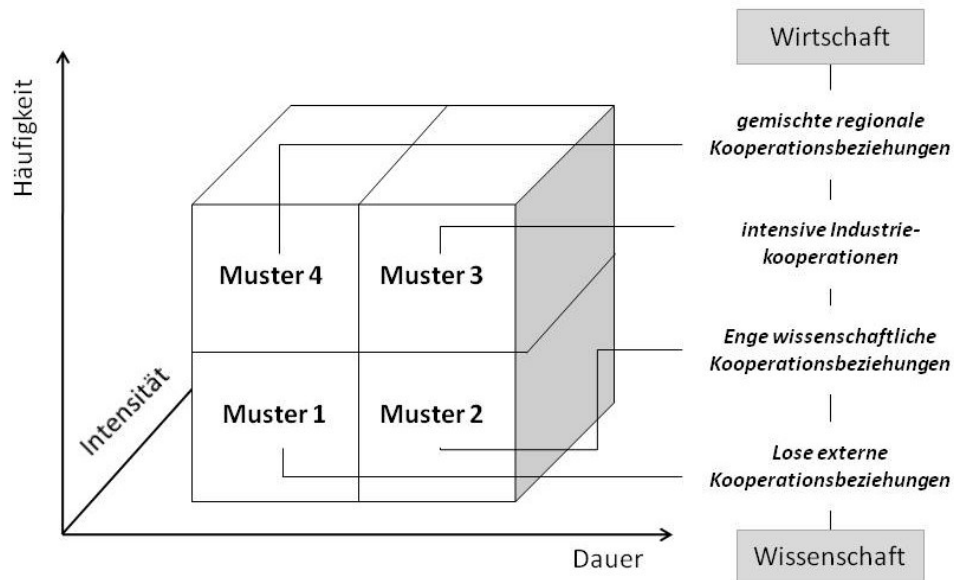 Wirtschaft
Häufigkeit
gemischte regionale
Kooperationsbeziehungen
intensive Industrie-
kooperationen
Muster 4
Muster 3
Enge wissenschaftliche
Kooperationsbeziehungen
Intensität
Muster 1
Muster 2
Lose externe
Kooperationsbeziehungen
Dauer
Wissenschaft